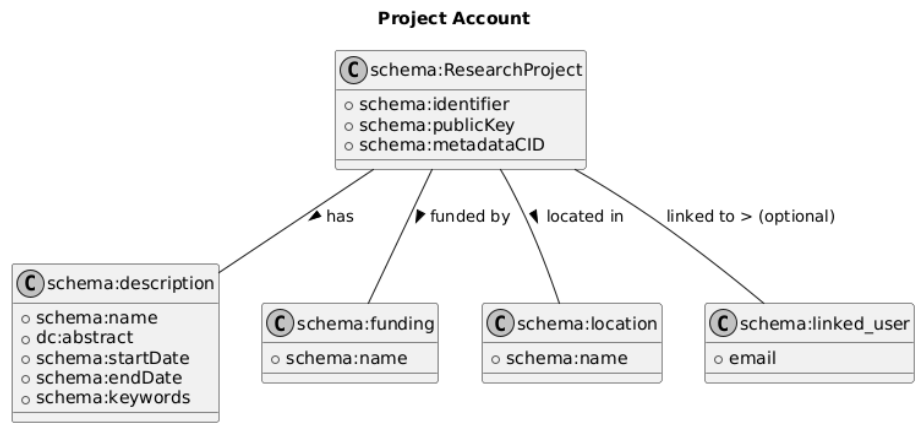 Project Account
C schema:ResearchProject
schema:identifier
schema:publicKey
schema:metadataCID
has
funded by
located in
linked to > (optional)
C schema:description
schema:name
dc:abstract
schema:startDate
schema:endDate
schema:keywords
C schema:funding
schema:name
C schema:location
schema:name
C schema:linked_user
email